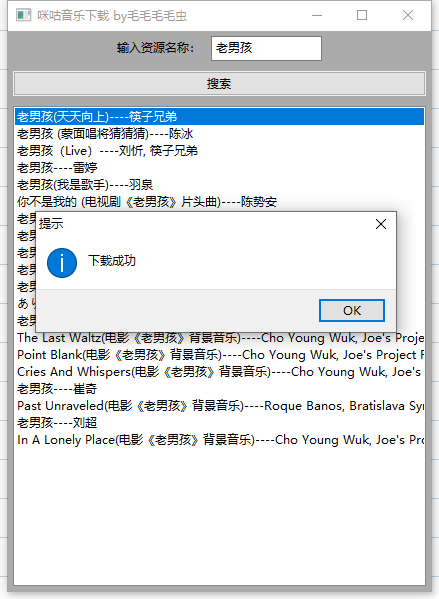 咪咕音乐下载 by毛毛毛毛虫
输入资源名称：
老男孩
搜索
老男孩(天天向上)----筷子兄弟
老男孩 (蒙面唱将猜猜猜)----陈冰
老男孩（Live）----刘忻, 筷子兄弟
老男孩----雷婷
老男孩(我是歌手)----羽泉
你不是我的 (电视剧《老男孩》片头曲)----陈势安
老男
老男
老男
老男
老男
あり
老男
提示
下载成功
OK
The Last Waltz(电影《老男孩》背景音乐)----Cho Young Wuk, Joe's Proje
Point Blank(电影《老男孩》背景音乐)----Cho Young Wuk, Joe's Project F
Cries And Whispers(电影《老男孩》背景音乐)----Cho Young Wuk, Joe's
老男孩----崔奇
Past Unraveled(电影《老男孩》背景音乐)----Roque Banos, Bratislava Syn
老男孩----刘超
In A Lonely Place(电影《老男孩》背景音乐)----Cho Young Wuk, Joe's Pro